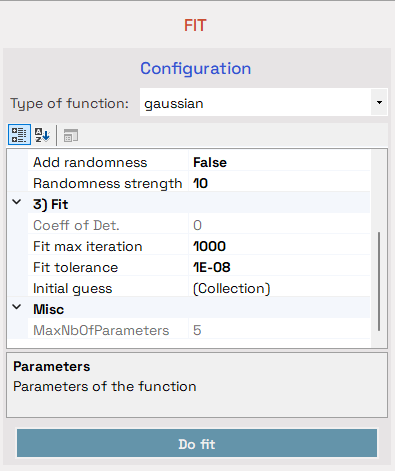 FIT
Configuration
Type of function: gaussian
Add randomness False
Randomness strength 10
3) Fit
Coeff of Det. 0
Fit max iteration 1000
Fit tolerance 1E-08
Initial guess (Collection)
Misc
MaxNbOfParameters 5
Parameters
Parameters of the function
Do fit